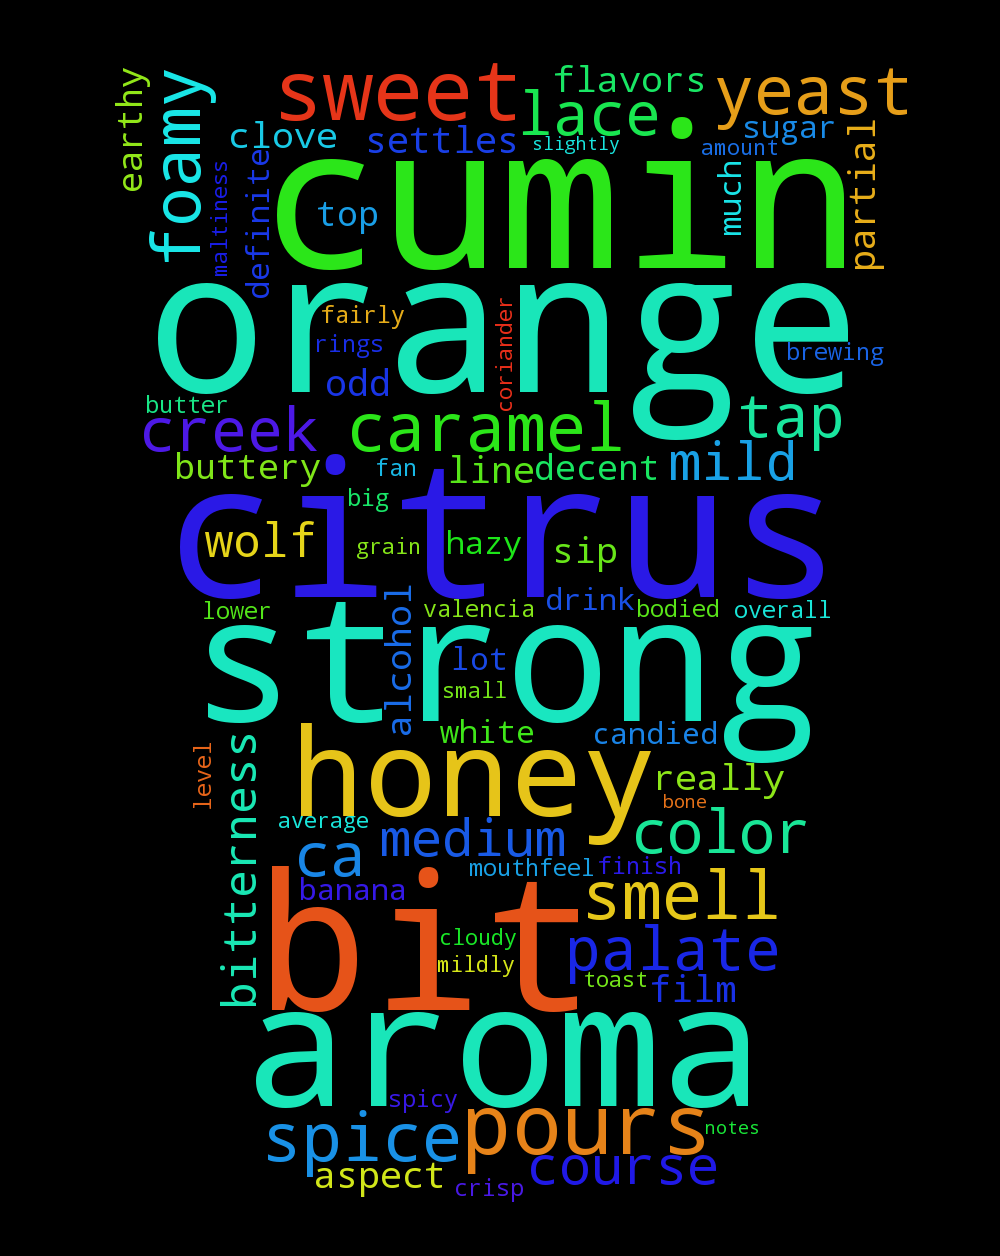 sweet
flavors
yeast
lace
earthy
foamy
clove
settles
slightly
sugar
amount
partial
cumin
maltiness
definite
top
much
orange
fairly
rings
coriander
brewing
odd
butter
creek
caramel
tap
buttery
fan
line
decent
mild
big
citrus
wolf
grain
hazy
sip
drink
lower
valencia
bodied
overall
strong
alcohol
lot
small
white
candied
bitterness
level
honey
really
bone
average
medium
color
ca
mouthfeel
finish
banana
smell
bit
cloudy
palate
mildly
toast
film
aroma
spicy
pours
notes
spice
course
aspect
crisp